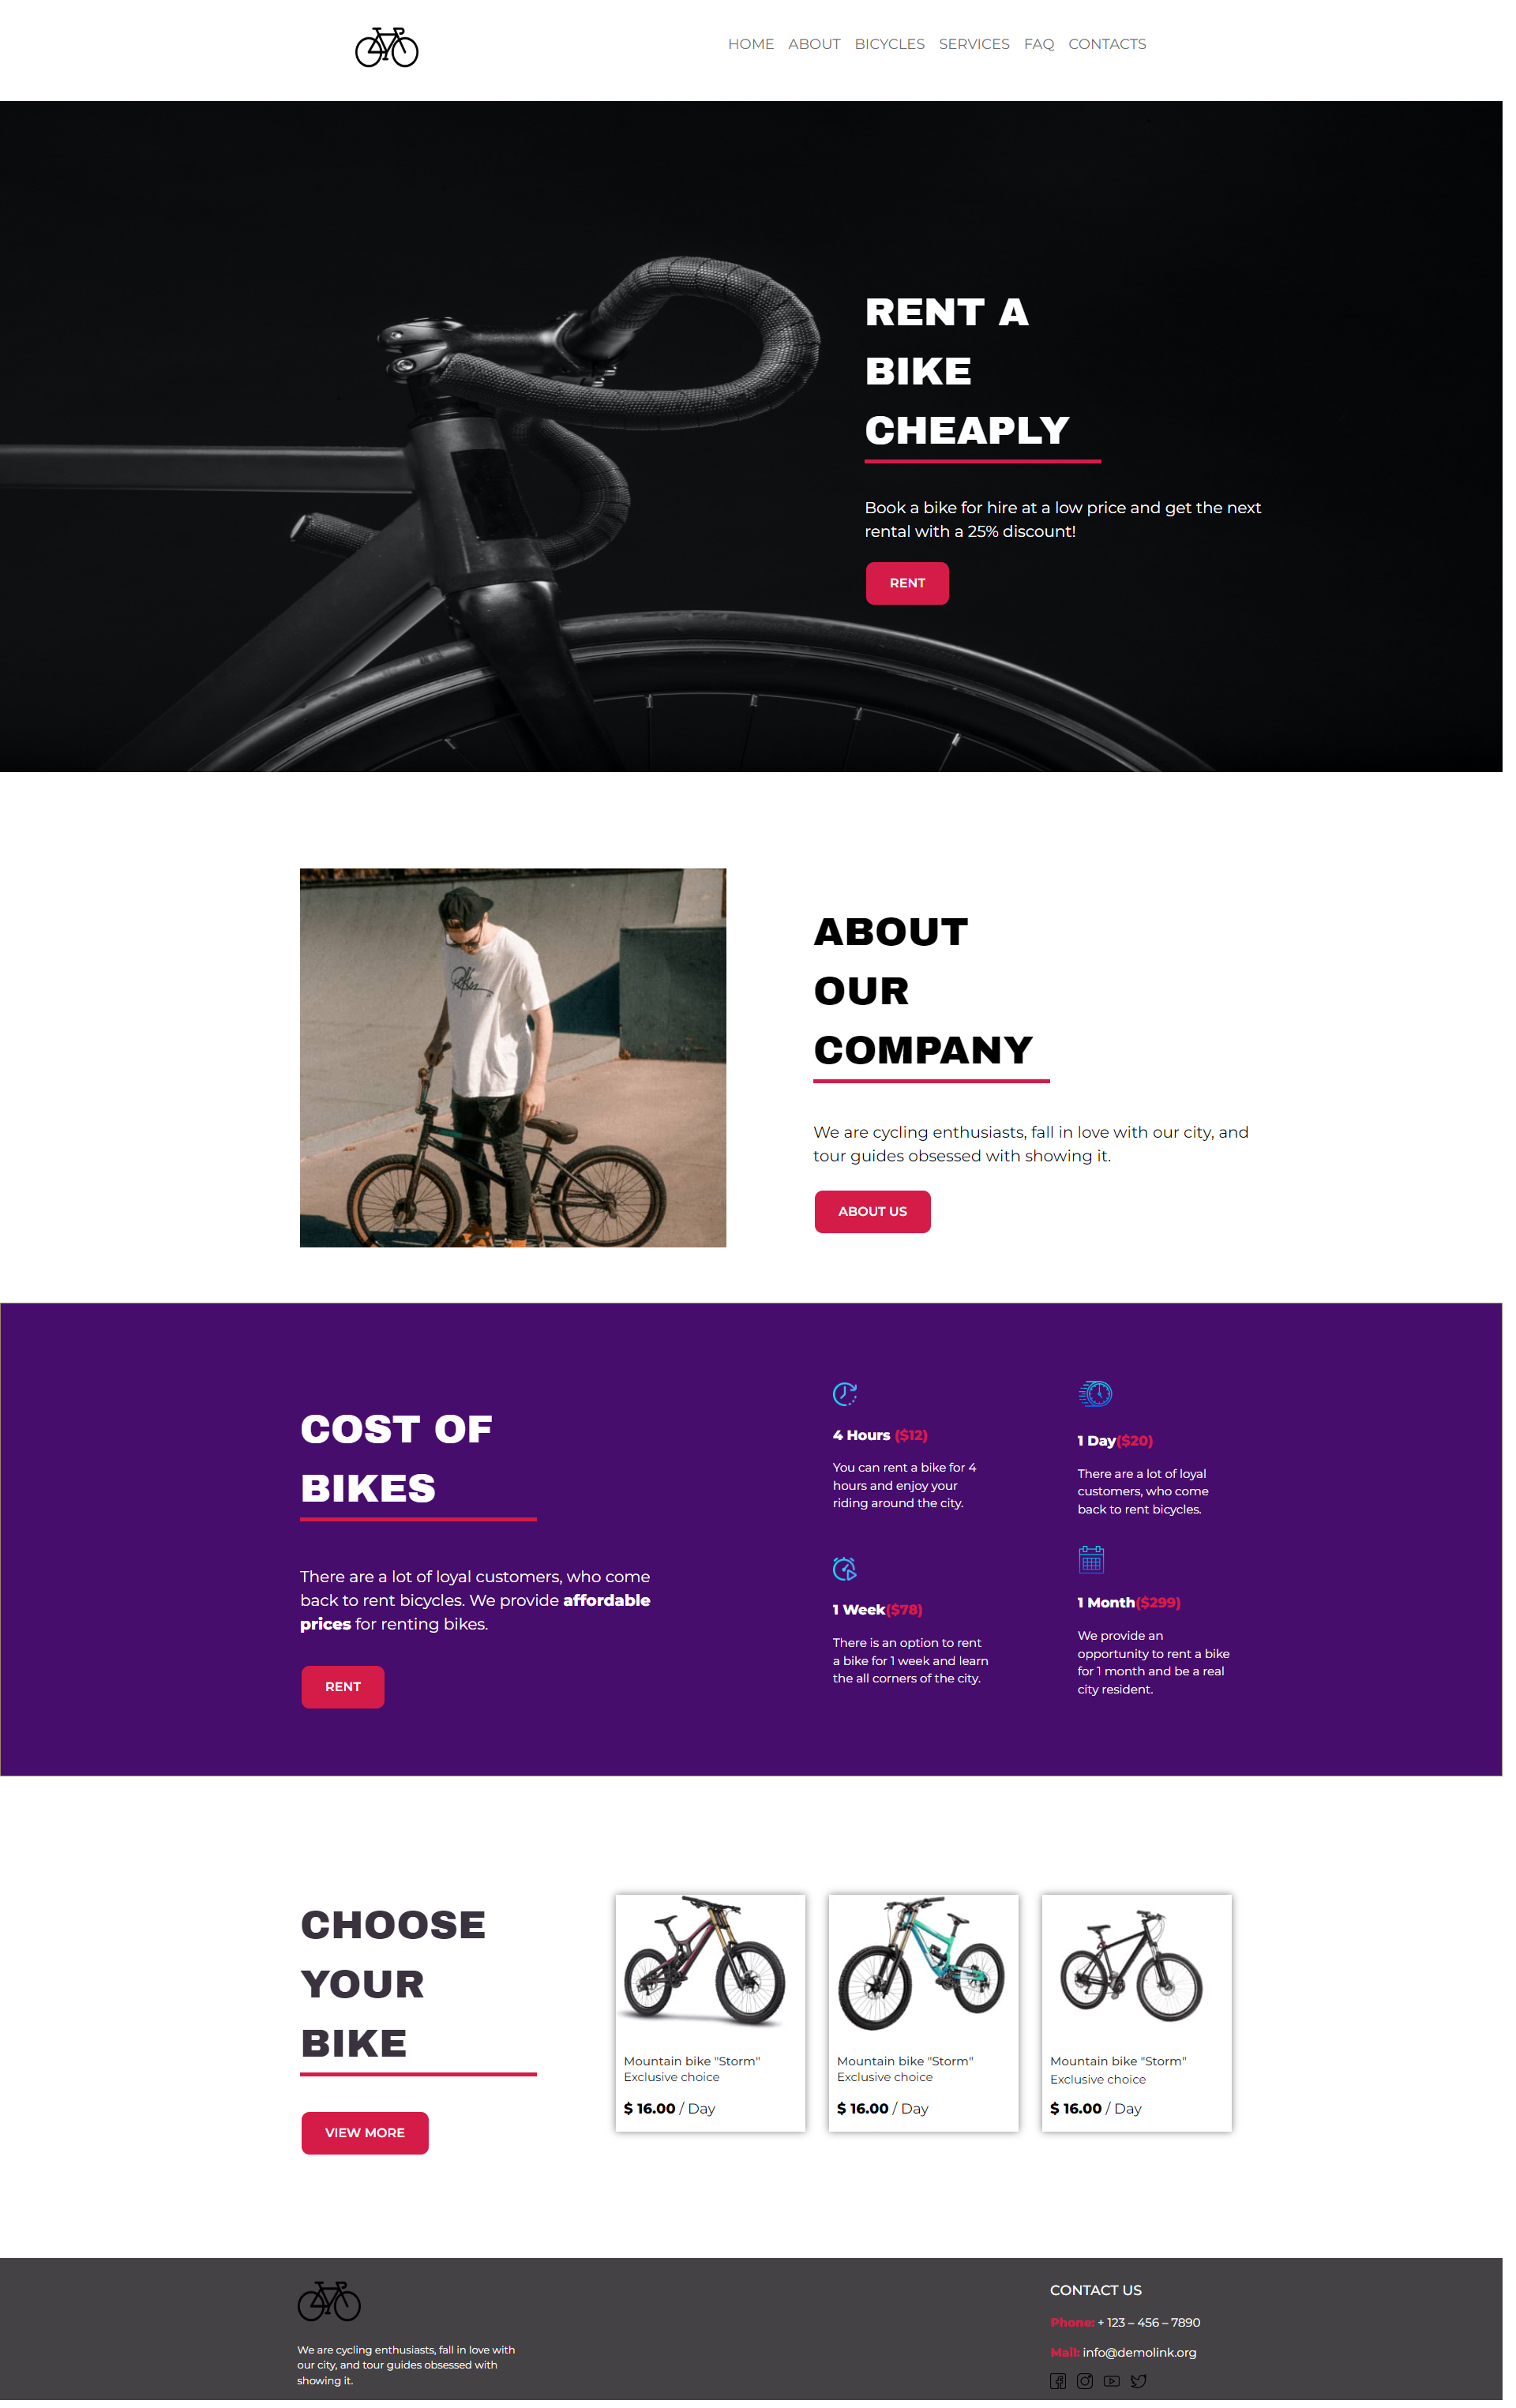 HOME ABOUT BICYCLES SERVICES FAQ CONTACTS
RENT A
BIKE
CHEAPLY
Book a bike for hire at a low price and get the next
rental with a 25% discount!
RENT
ABOUT
OUR
COMPANY
We are cycling enthusiasts, fall in love with our city, and
tour guides obsessed with showing it.
ABOUT US
COST OF
BIKES
There are a lot of loyal customers, who come
back to rent bicycles. We provide affordable
prices for renting bikes.
RENT
4 Hours ($12)
You can rent a bike for 4
hours and enjoy your
riding around the city.
1 Day($20)
There are a lot of loyal
customers, who come
back to rent bicycles.
1 Week($78)
There is an option to rent
a bike for 1 week and learn
the all corners of the city.
1 Month($299)
We provide an
opportunity to rent a bike
for 1 month and be a real
city resident.
CHOOSE
YOUR
BIKE
VIEW MORE
Mountain bike "Storm"
Exclusive choice
$ 16.00 / Day
Mountain bike "Storm"
Exclusive choice
$ 16.00 / Day
Mountain bike "Storm"
Exclusive choice
$ 16.00 / Day
We are cycling enthusiasts, fall in love with
our city, and tour guides obsessed with
showing it.
CONTACT US
Phone: + 123 – 456 – 7890
Mail: info@demolink.org